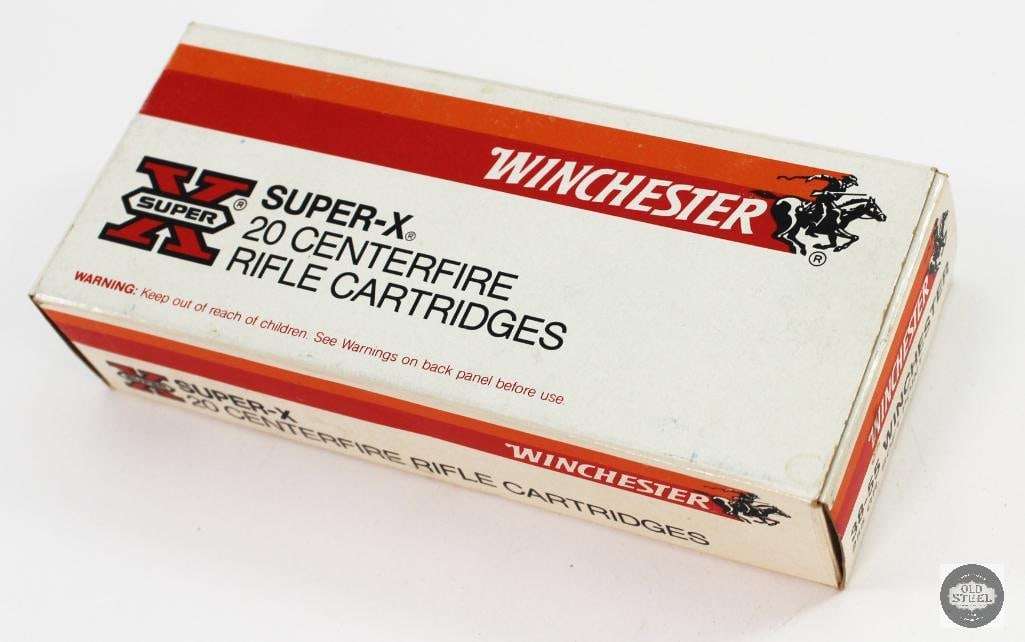 WINCHESTER
®
X SUPER ®
SUPER-X®
20 CENTERFIRE
RIFLE CARTRIDGES
WARNING: Keep out of reach of children. See Warnings on back panel before use.
SUPER-X
20 CENTERFIRE RIFLE CARTRIDGES
WINCHESTER
WINCHESTER
38-55 WINCHESTER
OLD
STEEL